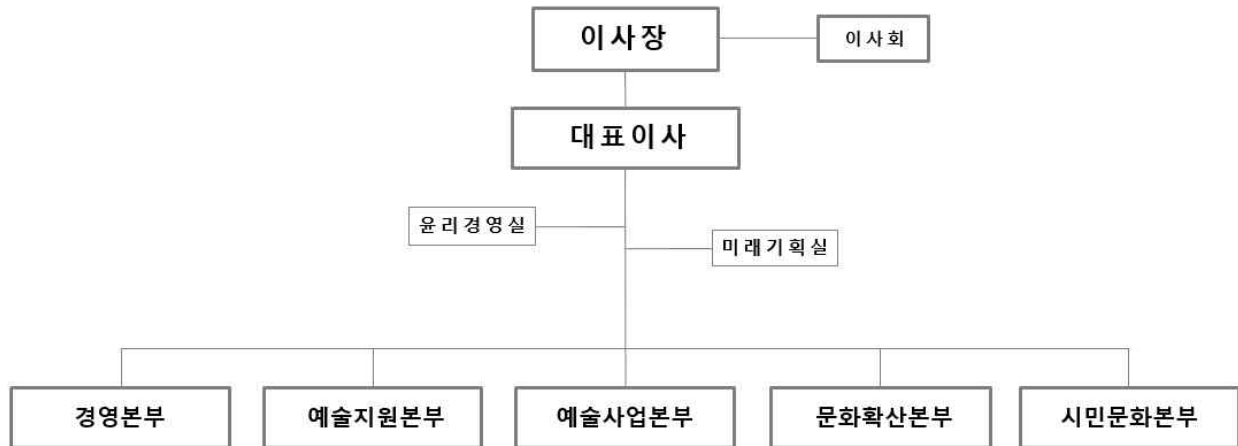 이사장
이사회
대표이사
윤리경영실
미래기획실
경영본부
예술지원본부
예술사업본부
문화확산본부
시민문화본부